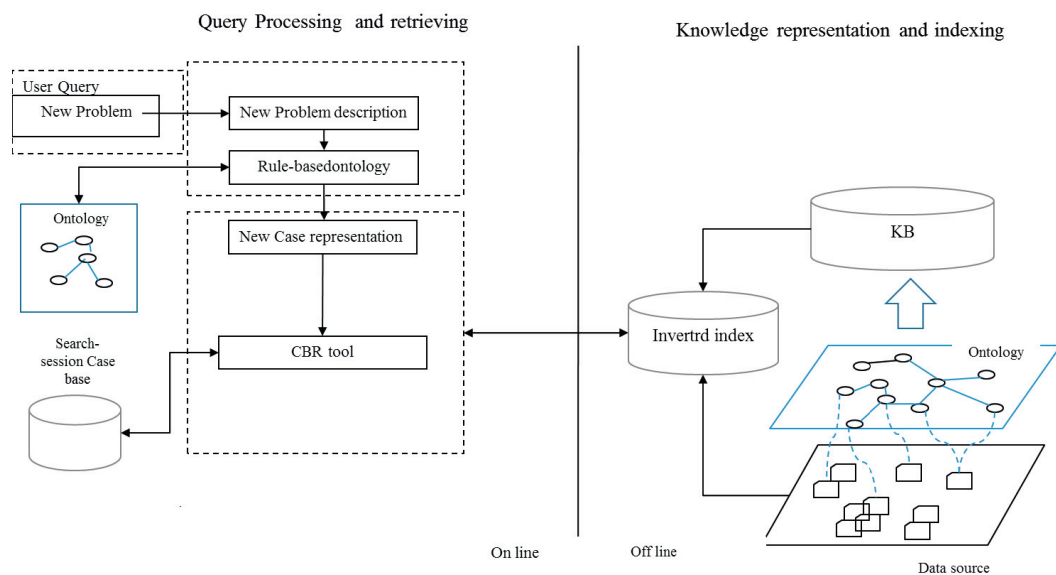 Query Processing and retrieving
Knowledge representation and indexing
User Query
New Problem
New Problem description
Rule-basedontology
Ontology
New Case representation
KB
Invertrd index
Search-
session Case
base
CBR tool
Ontology
On line
Off line
Data source